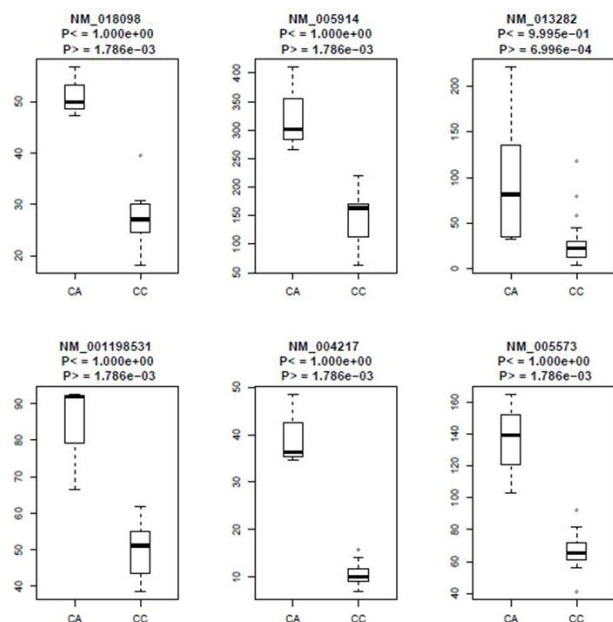 NM_018098
P< = 1.000e+00
P> = 1.786e−03
50
40
30
20
CA CC
NM_005914
P< = 1.000e+00
P> = 1.786e−03
400
350
300
250
200
150
100
50
CA CC
NM_013282
P< = 9.995e−01
P> = 6.996e−04
200
150
100
50
0
CA CC
NM_001198531
P< = 1.000e+00
P> = 1.786e−03
90
80
70
60
50
40
CA CC
NM_004217
P< = 1.000e+00
P> = 1.786e−03
50
40
30
20
10
CA CC
NM_005573
P< = 1.000e+00
P> = 1.786e−03
160
140
120
100
80
60
40
CA CC